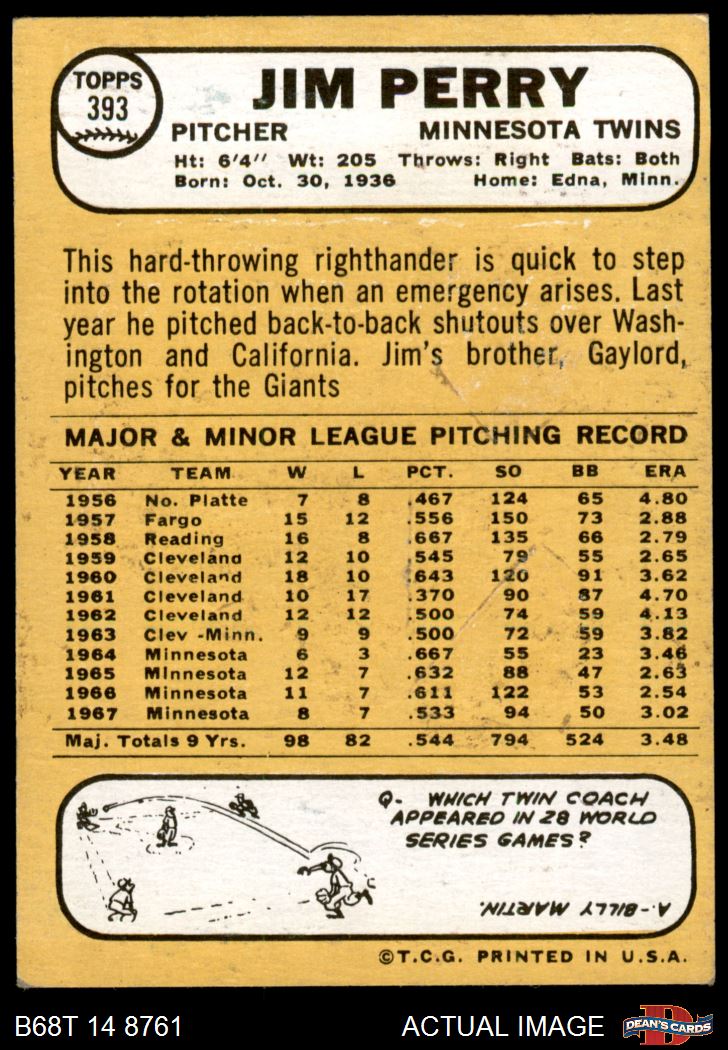 TOPPS
393
JIM PERRY
PITCHER MINNESOTA TWINS
Ht: 6'4" Wt: 205 Throws: Right Bats: Both
Born: Oct. 30, 1936 Home: Edna, Minn.
This hard-throwing righthander is quick to step
into the rotation when an emergency arises. Last
year he pitched back-to-back shutouts over Wash-
ington and California. Jim's brother, Gaylord,
pitches for the Giants
MAJOR & MINOR LEAGUE PITCHING RECORD
YEAR TEAM W L PCT. SO BB ERA
1956 No. Platte 7 8 .467 124 65 4.80
1957 Fargo 15 12 .556 150 73 2.88
1958 Reading 16 8 .667 135 66 2.79
1959 Cleveland 12 10 .545 79 55 2.65
1960 Cleveland 18 10 .643 120 91 3.62
1961 Cleveland 10 17 .370 90 87 4.70
1962 Cleveland 12 12 .500 74 59 4.13
1963 Clev -Minn. 9 9 .500 72 59 3.82
1964 Minnesota 6 3 .667 55 23 3.46
1965 Minnesota 12 7 .632 88 47 2.63
1966 Minnesota 11 7 .611 122 53 2.54
1967 Minnesota 8 7 .533 94 50 3.02
Maj. Totals 9 Yrs. 98 82 .544 794 524 3.48
Q- WHICH TWIN COACH
APPEARED IN 28 WORLD
SERIES GAMES?
A-BILLY MARTIN.
©T.C.G. PRINTED IN U.S.A.
B68T 14 8761 ACTUAL IMAGE D DEAN'S CARDS